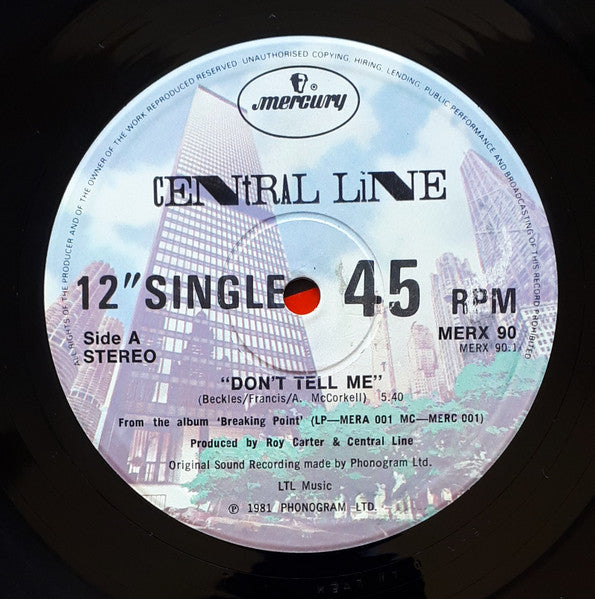 ALL RIGHTS OF THE PRODUCER AND OF THE OWNER OF THE WORK REPRODUCED RESERVED. UNAUTHORISED COPYING, HIRING, LENDING, PUBLIC PERFORMANCE AND BROADCASTING OF THIS RECORD PROHIBITED
mercury ®
CENtRAL LiNE
12" SINGLE 45 RPM
Side A MERX 90
STEREO MERX 90.1
"DON'T TELL ME"
(Beckles/Francis/A. McCorkell) 5.40
From the album 'Breaking Point' (LP—MERA 001 MC—MERC 001)
Produced by Roy Carter & Central Line
Original Sound Recording made by Phonogram Ltd.
LTL Music
℗ 1981 PHONOGRAM LTD.